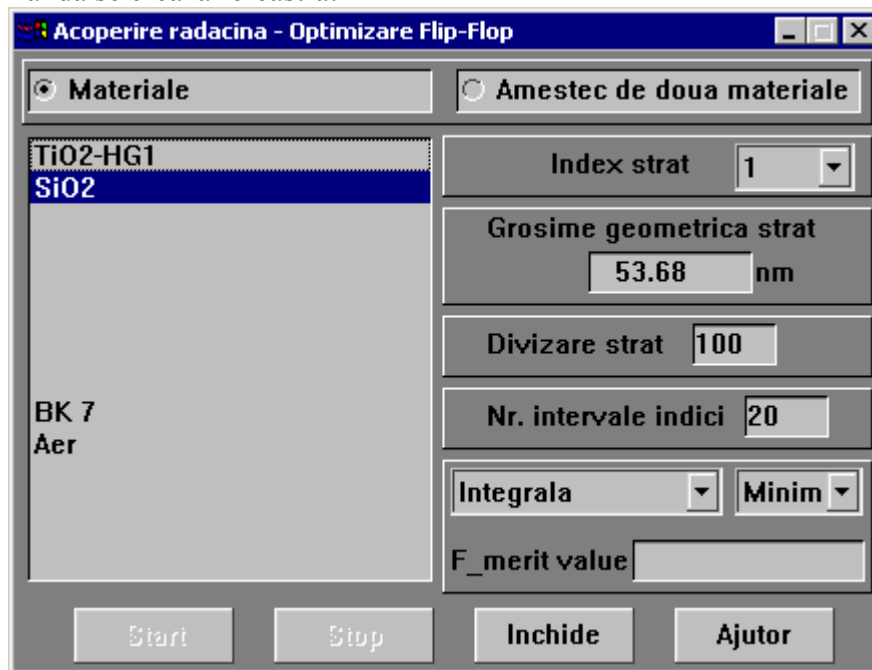 Acoperire radacina - Optimizare Flip-Flop
Materiale
Amestec de doua materiale
TiO2-HG1
SiO2
BK 7
Aer
Index strat 1
Grosime geometrica strat
53.68 nm
Divizare strat 100
Nr. intervale indici 20
Integrala Minim
F_merit value
Start Stop Inchide Ajutor